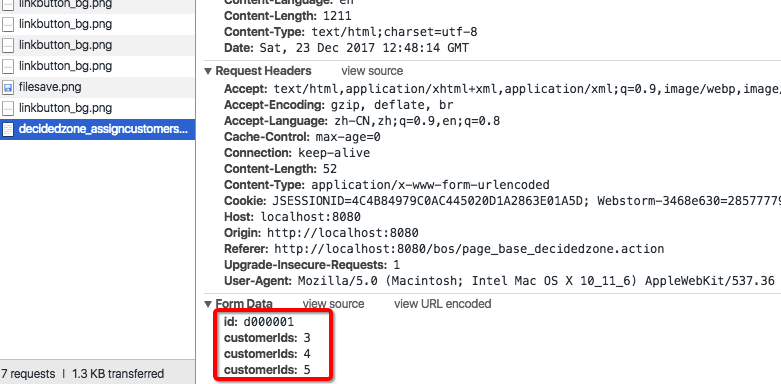 linkbutton_bg.png
linkbutton_bg.png
linkbutton_bg.png
linkbutton_bg.png
filesave.png
linkbutton_bg.png
decidedzone_assigncustomers...
7 requests | 1.3 KB transferred
Content-Language: en
Content-Length: 1211
Content-Type: text/html;charset=utf-8
Date: Sat, 23 Dec 2017 12:48:14 GMT
▼ Request Headers view source
Accept: text/html,application/xhtml+xml,application/xml;q=0.9,image/webp,image,
Accept-Encoding: gzip, deflate, br
Accept-Language: zh-CN,zh;q=0.9,en;q=0.8
Cache-Control: max-age=0
Connection: keep-alive
Content-Length: 52
Content-Type: application/x-www-form-urlencoded
Cookie: JSESSIONID=4C4B84979C0AC445020D1A2863E01A5D; Webstorm-3468e630=28577779
Host: localhost:8080
Origin: http://localhost:8080
Referer: http://localhost:8080/bos/page_base_decidedzone.action
Upgrade-Insecure-Requests: 1
User-Agent: Mozilla/5.0 (Macintosh; Intel Mac OS X 10_11_6) AppleWebKit/537.36
▼ Form Data view source view URL encoded
id: d000001
customerIds: 3
customerIds: 4
customerIds: 5